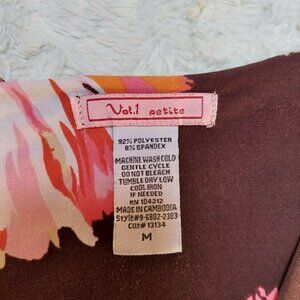 Vol.1 petite
92% POLYESTER
8% SPANDEX
MACHINE WASH COLD
GENTLE CYCLE
DO NOT BLEACH
TUMBLE DRY LOW
COOL IRON
IF NEEDED
RN 104212
MADE IN CAMBODIA
Style#9-6802-2303
Cut# 13134
M